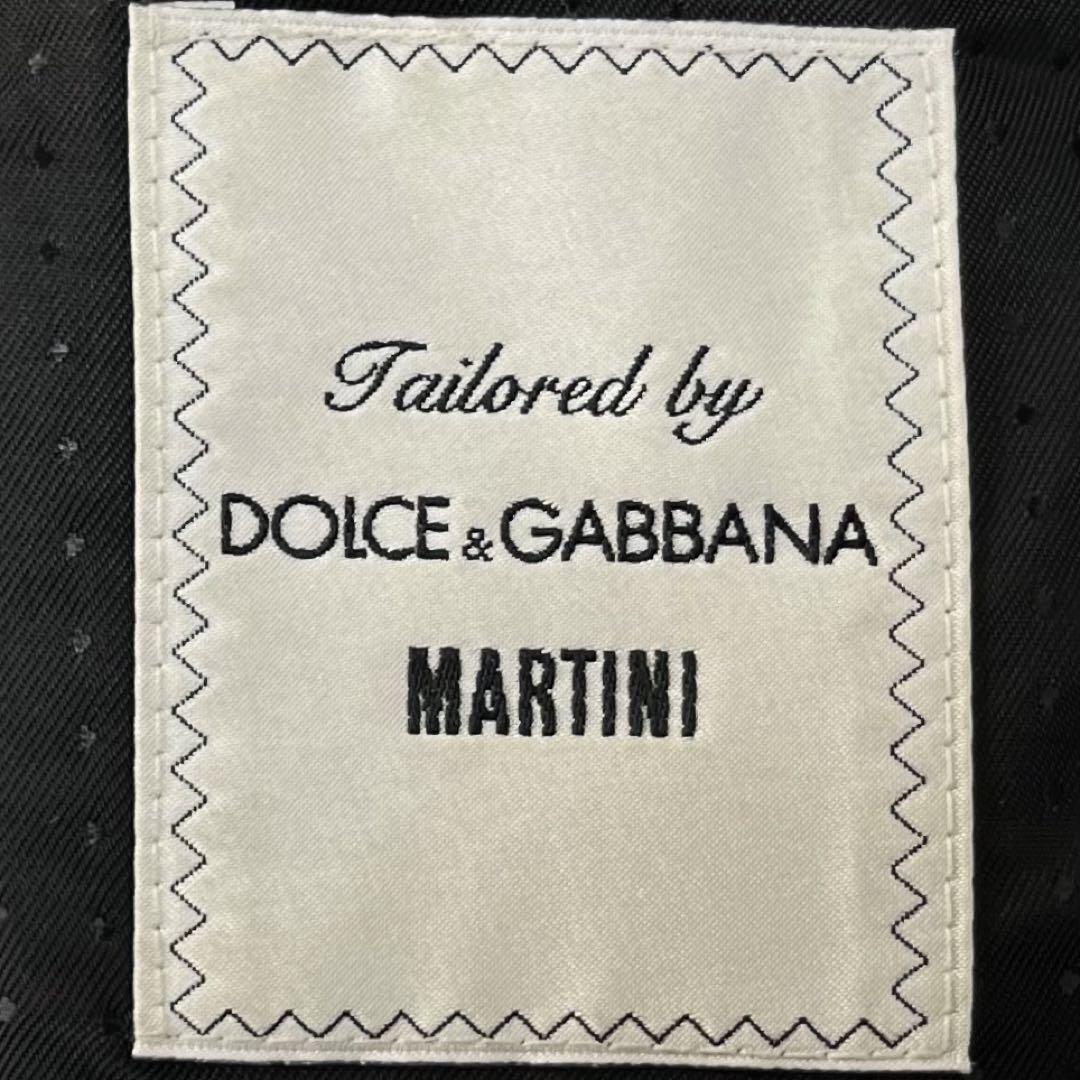 Tailored by
DOLCE & GABBANA
MARTINI